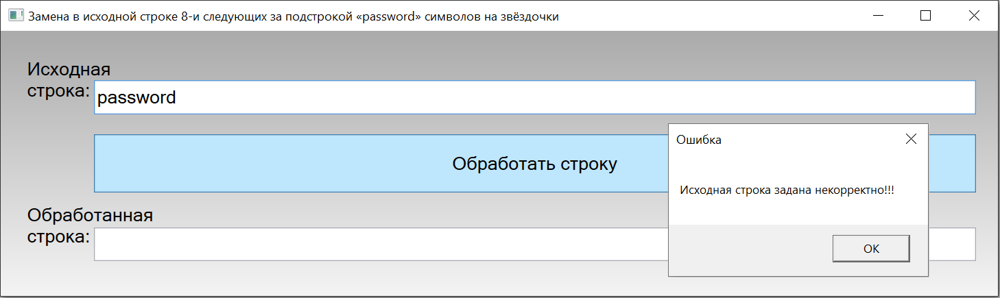 Замена в исходной строке 8-и следующих за подстрокой «password» символов на звёздочки
Исходная
строка:
password
Обработать строку
Ошибка
Исходная строка задана некорректно!!!
OK
Обработанная
строка: